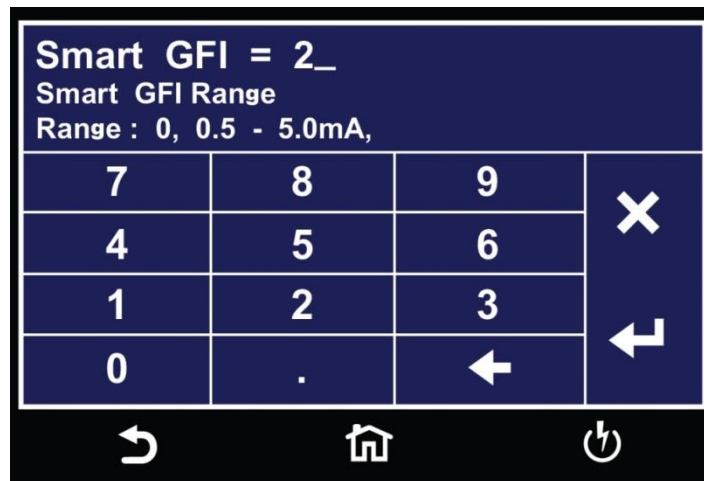 Smart GFI = 2_
Smart GFI Range
Range : 0, 0.5 - 5.0mA,
7 8 9
4 5 6
1 2 3
0 .